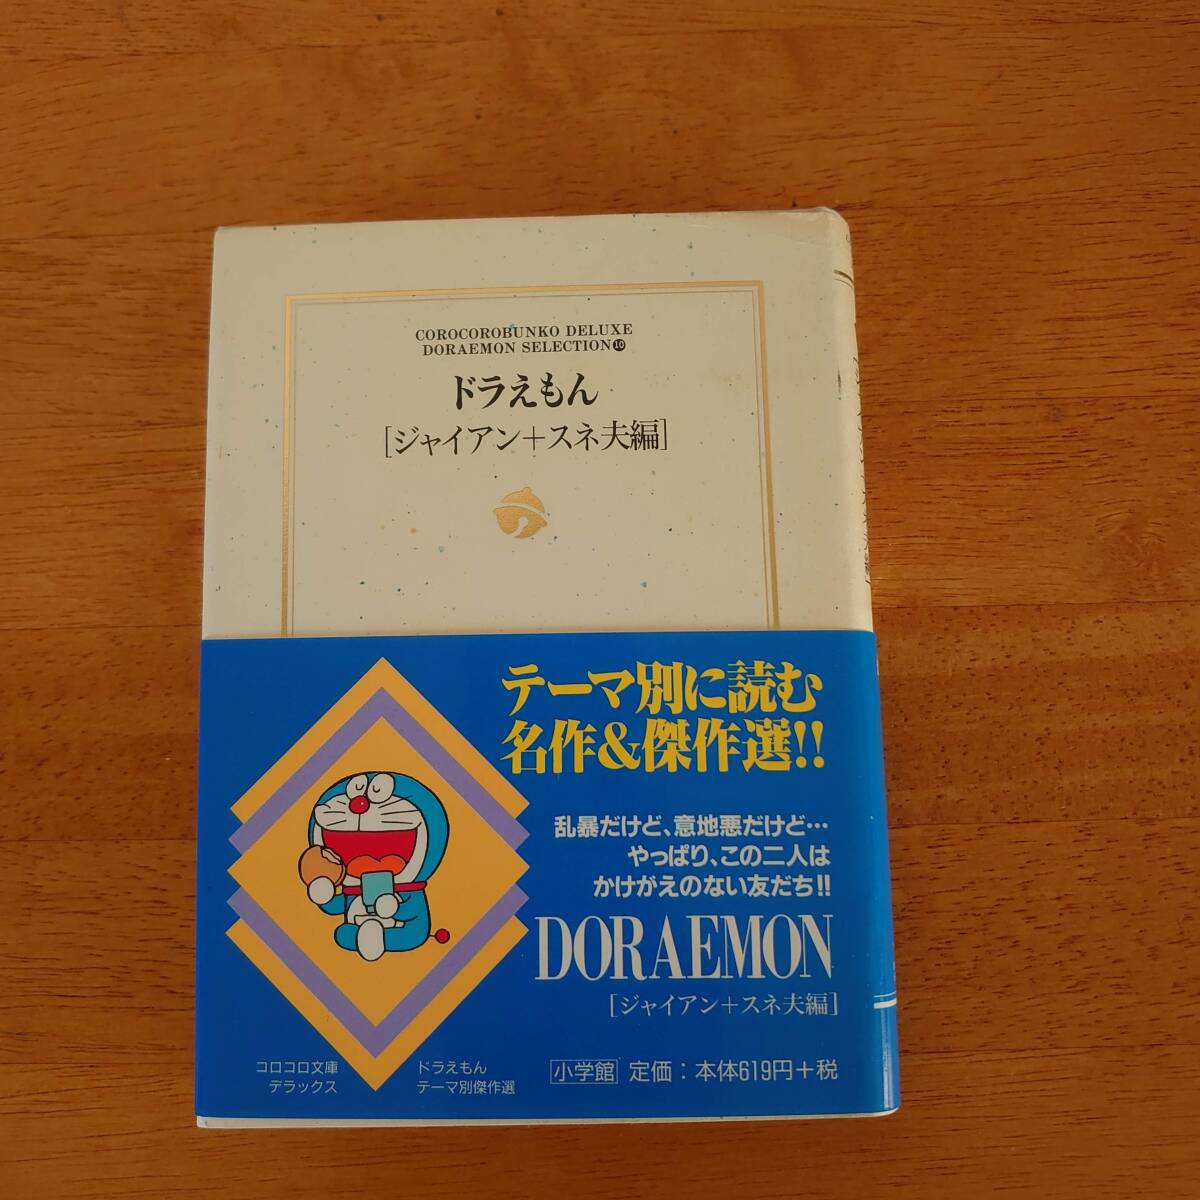 COROCOROBUNKO DELUXE
DORAEMON SELECTION❿
ドラえもん
[ジャイアン+スネ夫編]
テーマ別に読む
名作&傑作選!!
乱暴だけど、意地悪だけど…
やっぱり、この二人は
かけがえのない友だち!!
DORAEMON
[ジャイアン+スネ夫編]
コロコロ文庫
デラックス
ドラえもん
テーマ別傑作選
小学館 定価：本体619円+税